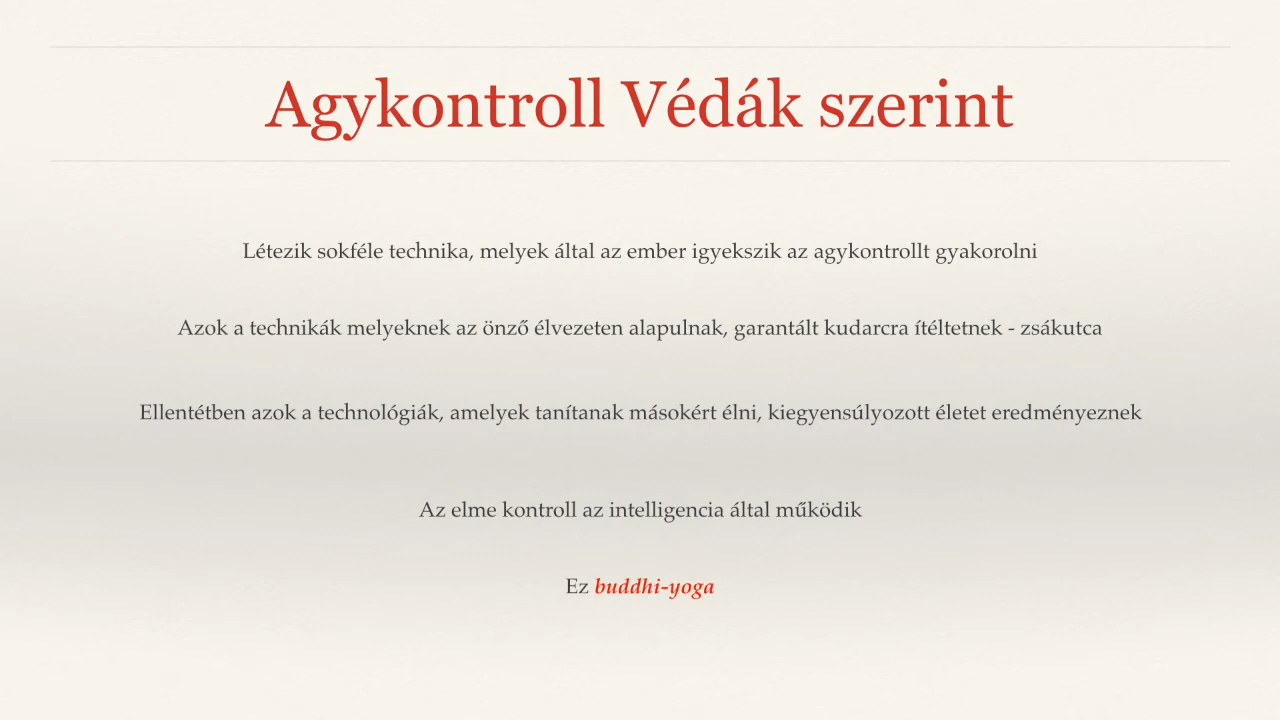 Agykontroll Védák szerint
Létezik sokféle technika, melyek által az ember igyekszik az agykontrollt gyakorolni
Azok a technikák melyeknek az önző élvezeten alapulnak, garantált kudarcra ítéltetnek - zsákutca
Ellentétben azok a technológiák, amelyek tanítanak másokért élni, kiegyensúlyozott életet eredményeznek
Az elme kontroll az intelligencia által működik
Ez buddhi-yoga